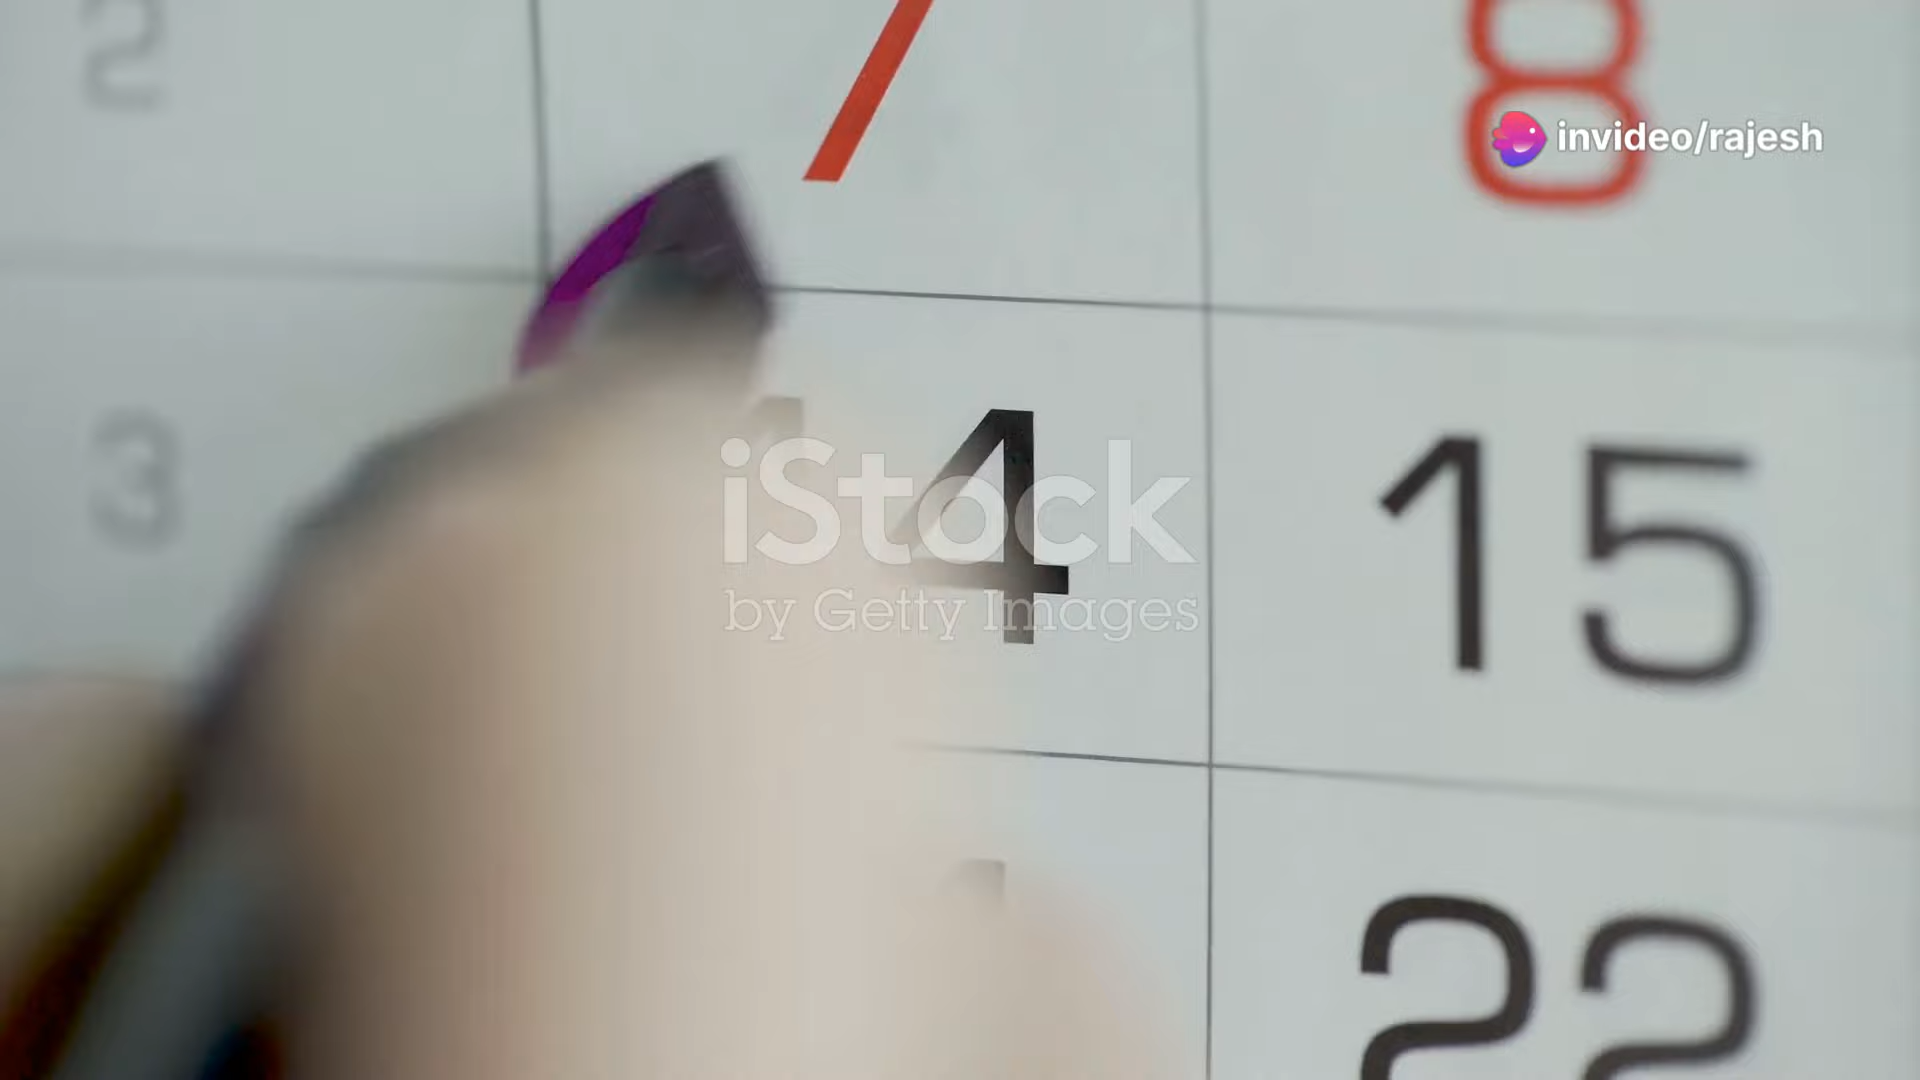 2 7 8
invideo/rajesh
3 14 15
iStock
by Getty Images
22